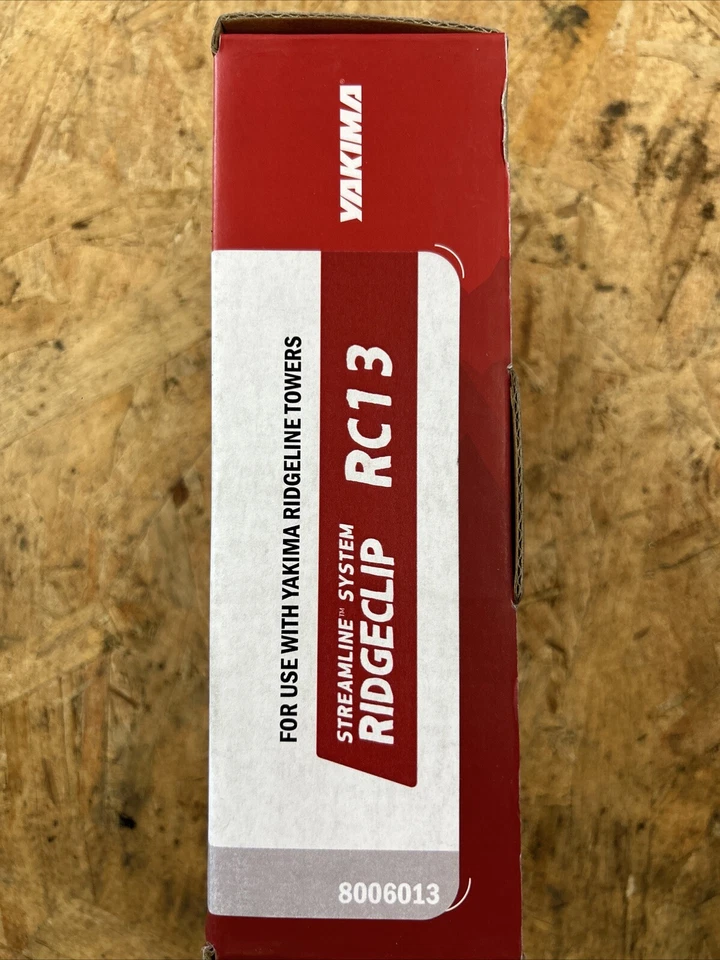 YAKIMA
FOR USE WITH YAKIMA RIDGELINE TOWERS
STREAMLINE™ SYSTEM
RIDGECLIP RC13
8006013